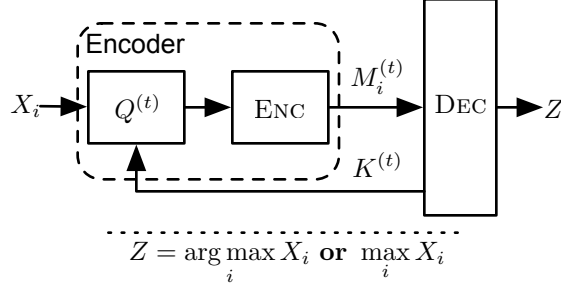 Encoder
X_i
Q^{(t)}
ENC
M_i^{(t)}
DEC
Z
K^{(t)}
Z = arg max_i X_i or max_i X_i